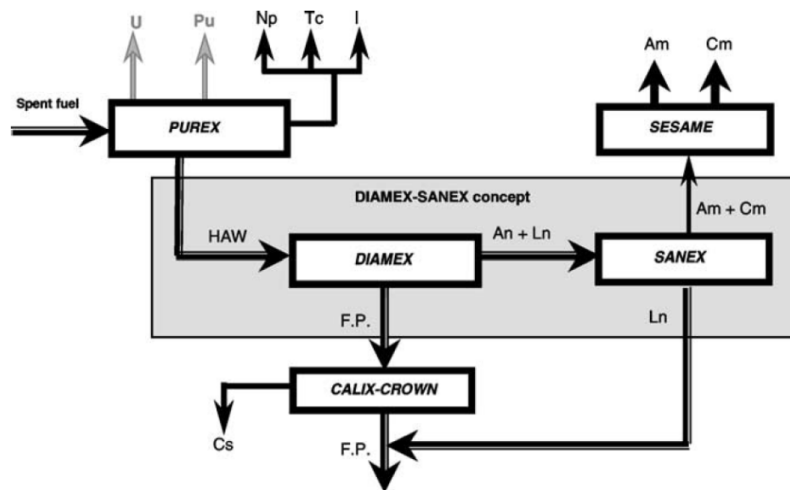 U
Pu
Np
Tc
I
Am
Cm
Spent fuel
PUREX
SESAME
DIAMEX-SANEX concept
Am + Cm
HAW
An + Ln
DIAMEX
SANEX
F.P.
Ln
CALIX-CROWN
Cs
F.P.